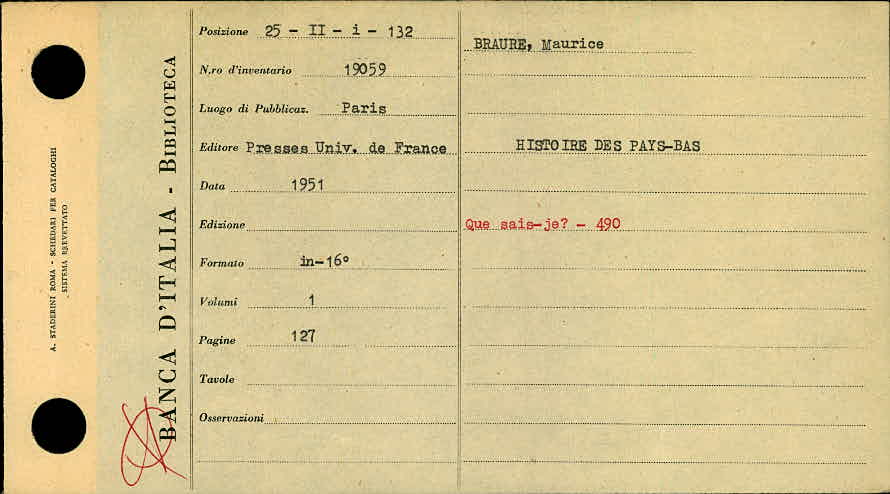 A. STADERINI ROMA - SCHEDARI PER CATALOGHI
SISTEMA BREVETTATO
BANCA D'ITALIA - BIBLIOTECA
Posizione 25 - II - i - 132
N.ro d'inventario 19059
Luogo di Pubblicaz. Paris
Editore Presses Univ. de France
Data 1951
Edizione
Formato in-16°
Volumi 1
Pagine 127
Tavole
Osservazioni
BRAURE, Maurice
HISTOIRE DES PAYS-BAS
Que sais-je? - 490